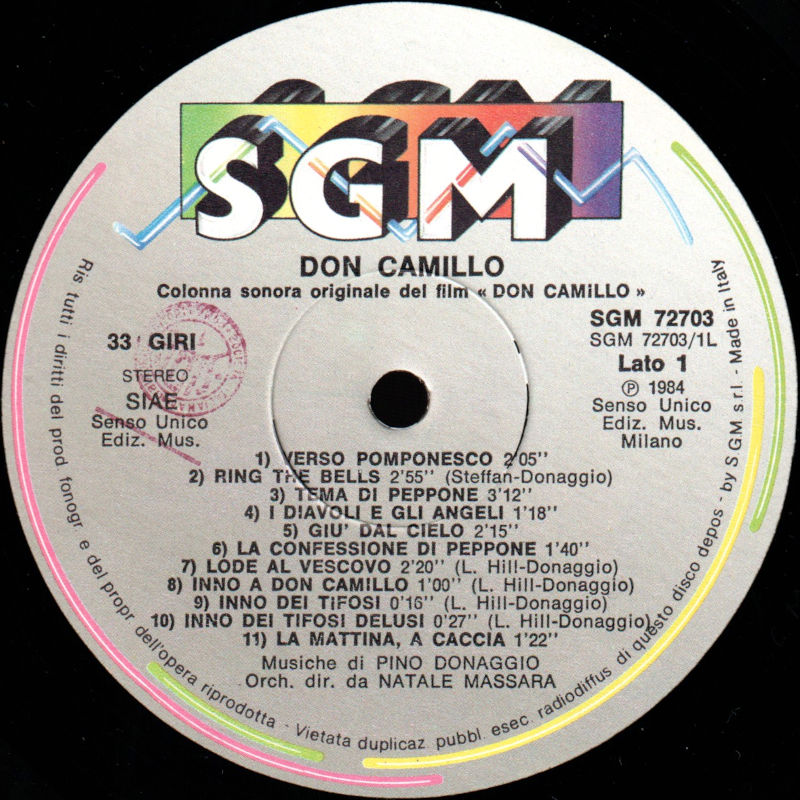 SGM
DON CAMILLO
Colonna sonora originale del film « DON CAMiLLO »
33 GIRI
STEREO
SIAE
Senso Unico
Ediz. Mus.
SGM 72703
SGM 72703/1L
Lato 1
℗ 1984
Senso Unico
Ediz. Mus.
Milano
1) VERSO POMPONESCO 2'05''
2) RING THE BELLS 2'55'' (Steffan-Donaggio)
3) TEMA DI PEPPONE 3'12''
4) I DIAVOLI E GLI ANGELI 1'18''
5) GIU' DAL CIELO 2'15''
6) LA CONFESSIONE DI PEPPONE 1'40''
7) LODE AL VESCOVO 2'20'' (L. Hill-Donaggio)
8) INNO A DON CAMILLO 1'00'' (L. Hill-Donaggio)
9) INNO DEI TIFOSI 0'16'' (L. Hill-Donaggio)
10) INNO DEI TIFOSI DELUSI 0'27'' (L. Hill-Donaggio)
11) LA MATTINA, A CACCIA 1'22''
Musiche di PINO DONAGGIO
Orch. dir. da NATALE MASSARA
Ris tutti i diritti del prod fonogr e del propr dell'opera riprodotta - Vietata duplicaz pubbl esec radiodiffus di questo disco depos - by S GM s.r.l. - Made in Italy